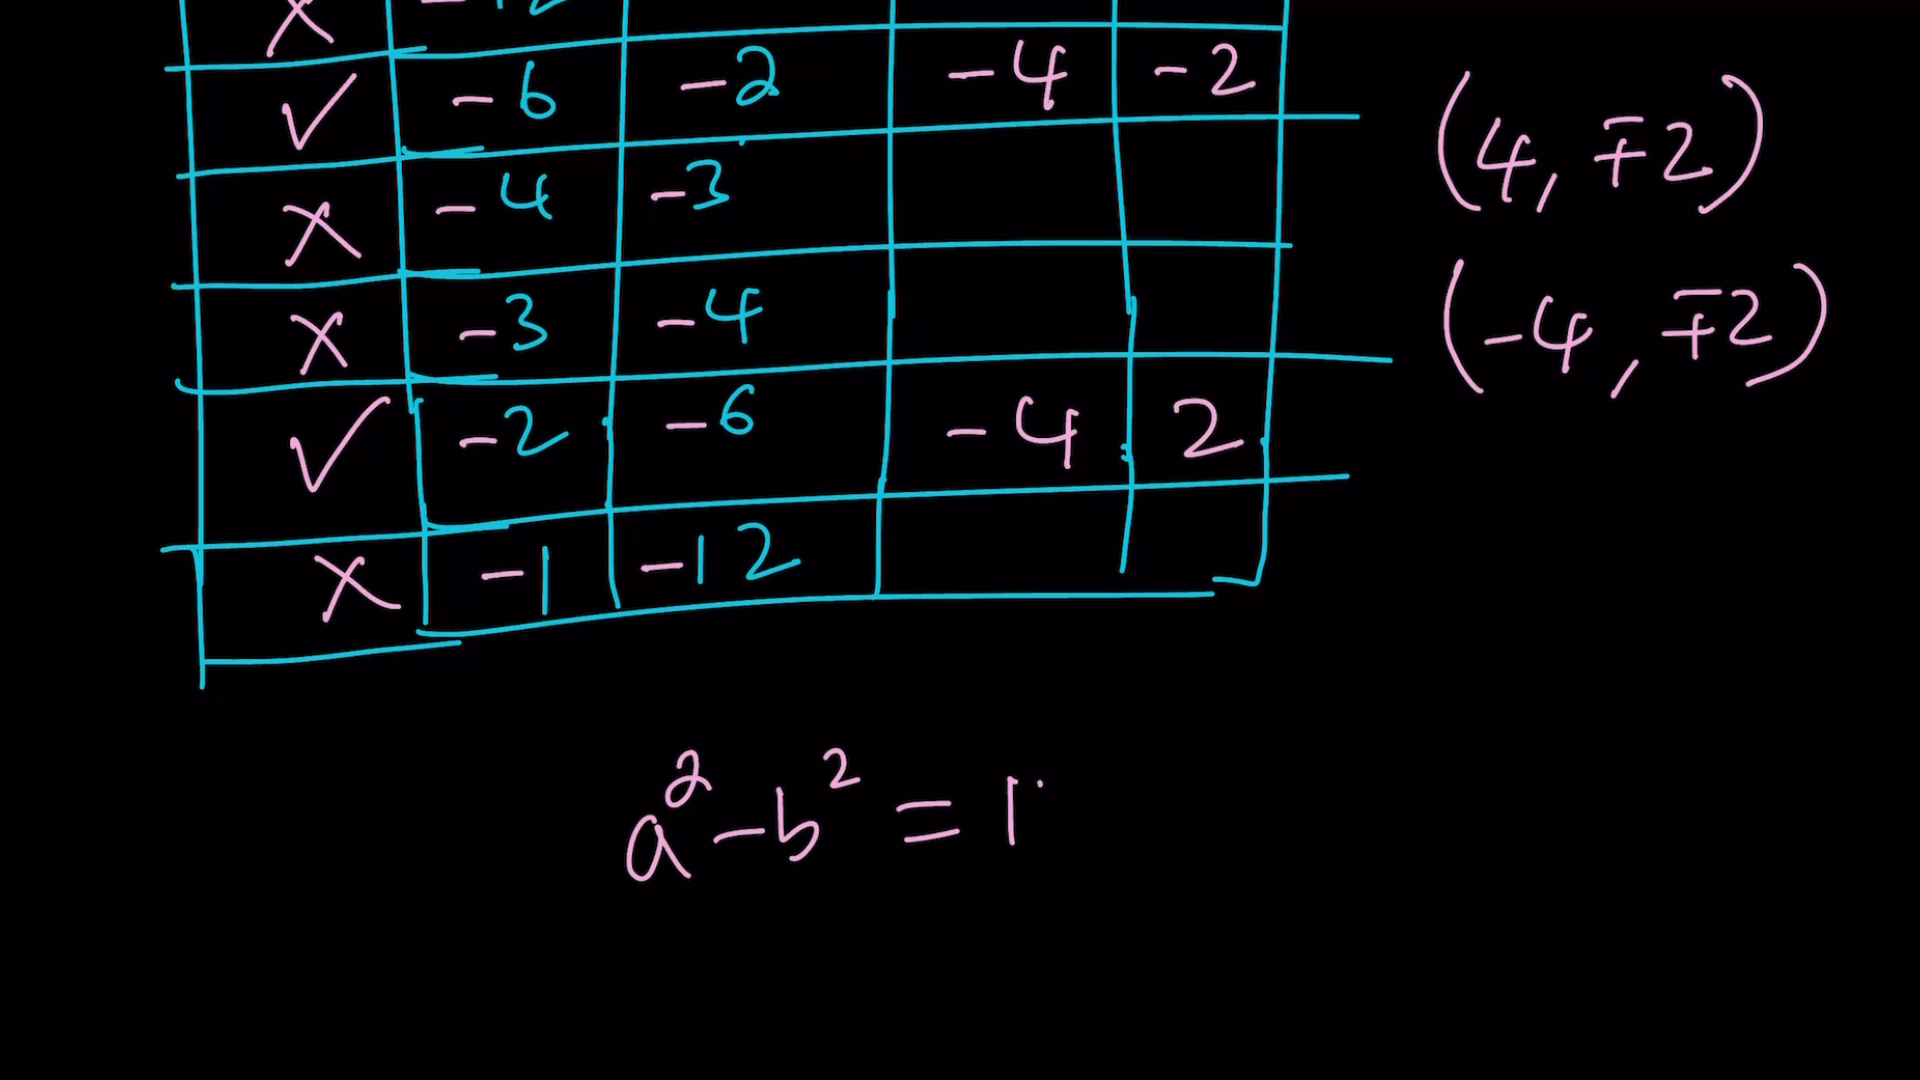 ✗ -12
✓ -6 -2 -4 -2
✗ -4 -3
✗ -3 -4
✓ -2 -6 -4 2
✗ -1 -12
(4, ∓2)
(-4, ∓2)
a² - b² = 1